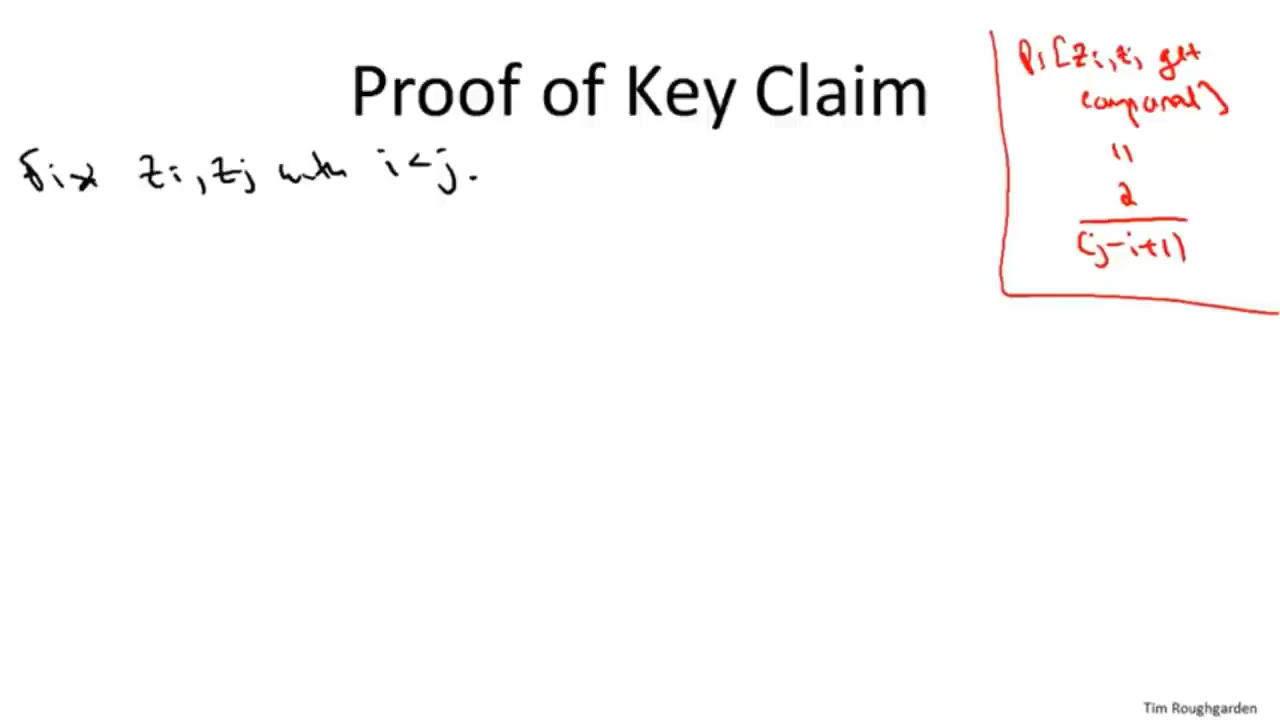 Proof of Key Claim
Fix zi, zj with i<j.
Pr[zi, zj get
compared]
=
2
(j-i+1)
Tim Roughgarden